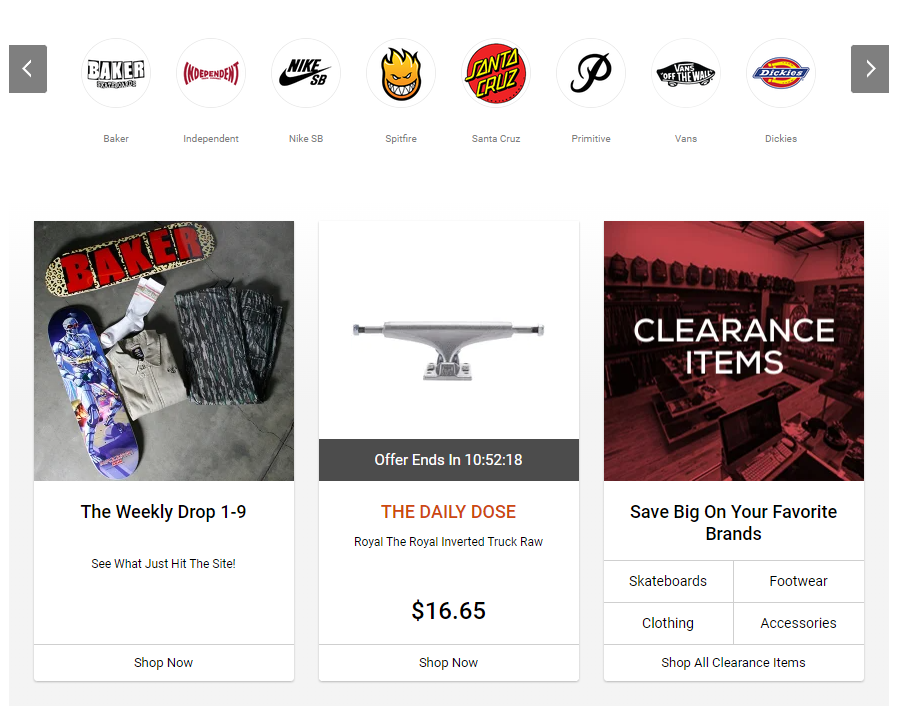 BAKER
SKATEBOARDS
INDEPENDENT
NIKE
SB
SANTA
CRUZ
P
VANS
"OFF THE WALL"
Dickies
Baker
Independent
Nike SB
Spitfire
Santa Cruz
Primitive
Vans
Dickies
BAKER
CLEARANCE
ITEMS
Offer Ends In 10:52:18
The Weekly Drop 1-9
See What Just Hit The Site!
Shop Now
THE DAILY DOSE
Royal The Royal Inverted Truck Raw
$16.65
Shop Now
Save Big On Your Favorite
Brands
Skateboards
Footwear
Clothing
Accessories
Shop All Clearance Items